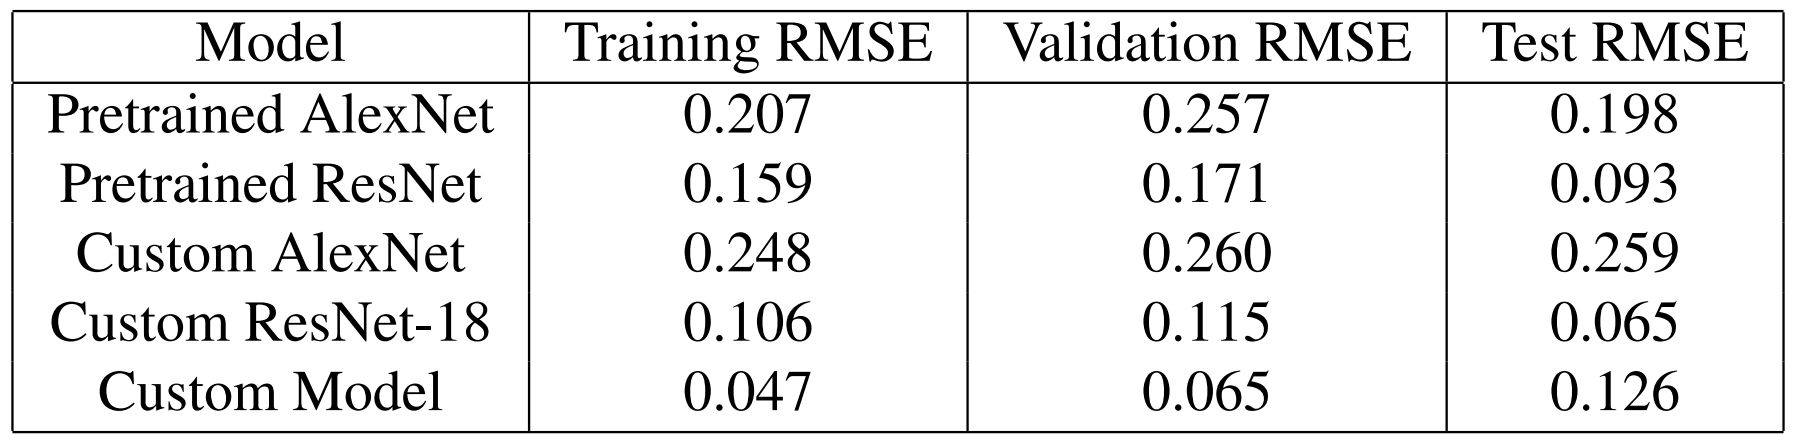 Model Training RMSE Validation RMSE Test RMSE
Pretrained AlexNet 0.207 0.257 0.198
Pretrained ResNet 0.159 0.171 0.093
Custom AlexNet 0.248 0.260 0.259
Custom ResNet-18 0.106 0.115 0.065
Custom Model 0.047 0.065 0.126